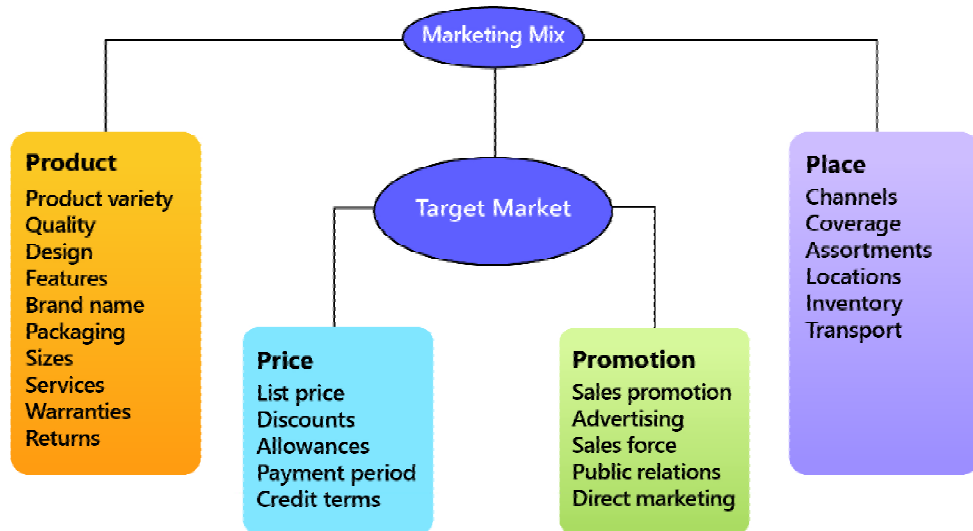 Marketing Mix
Target Market
Product
Product variety
Quality
Design
Features
Brand name
Packaging
Sizes
Services
Warranties
Returns
Price
List price
Discounts
Allowances
Payment period
Credit terms
Promotion
Sales promotion
Advertising
Sales force
Public relations
Direct marketing
Place
Channels
Coverage
Assortments
Locations
Inventory
Transport